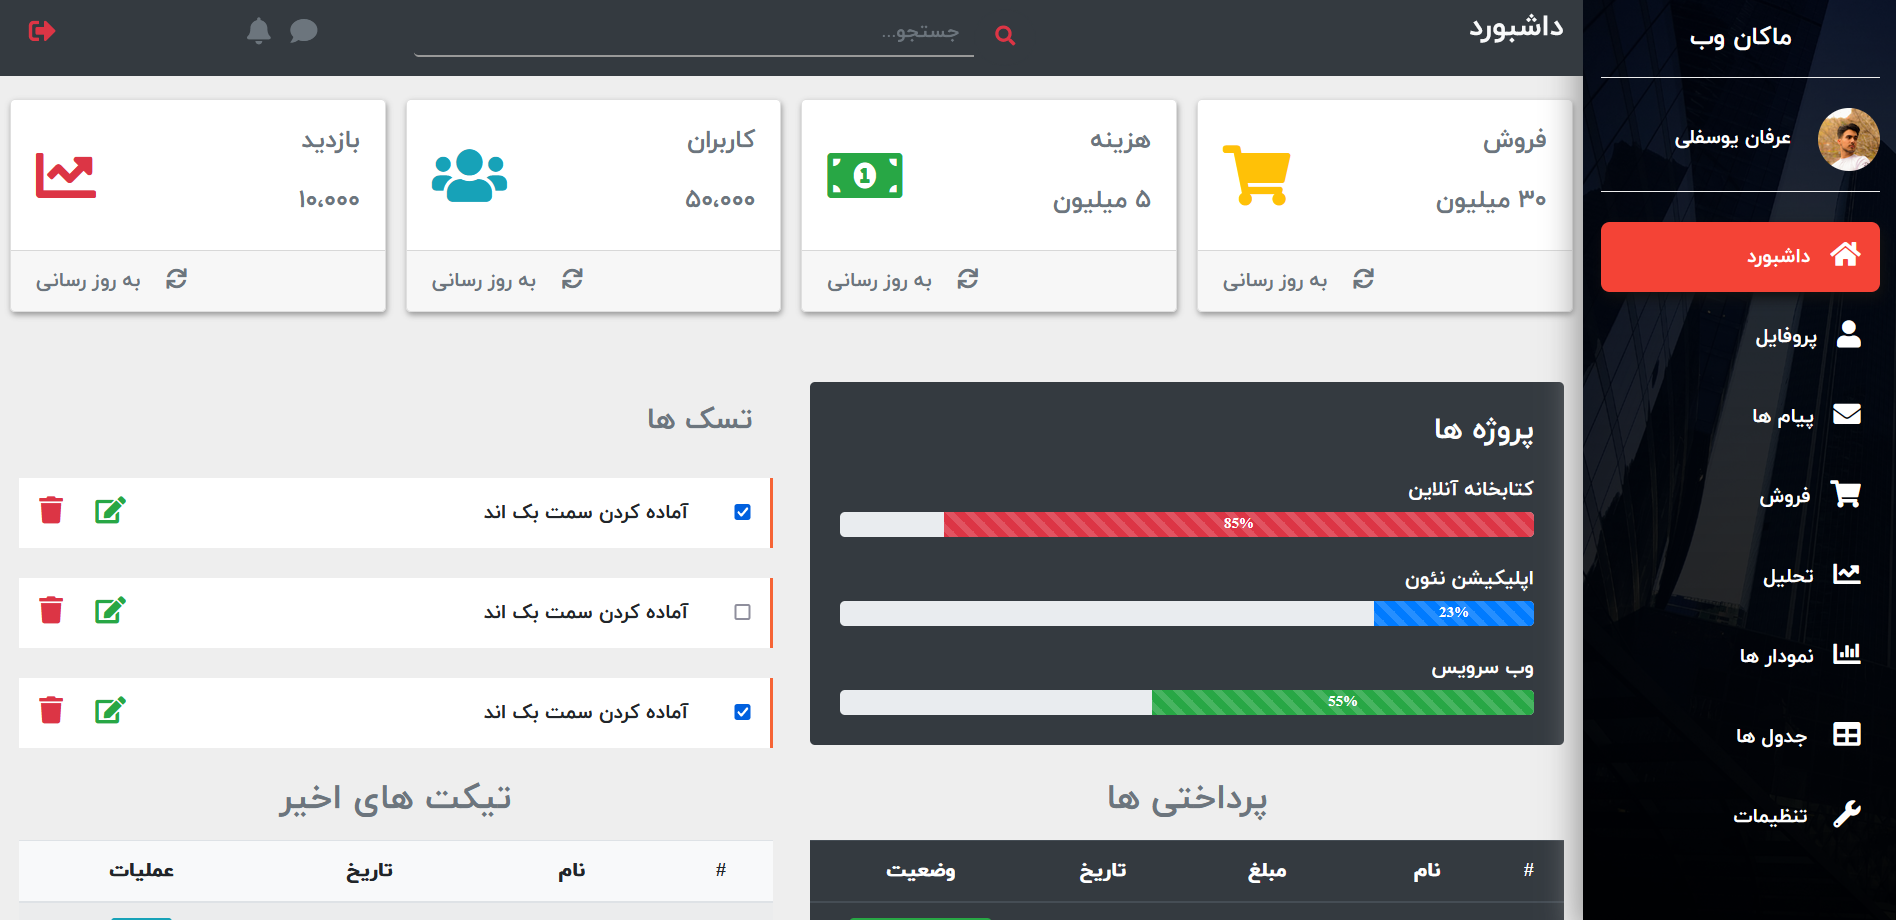 ماکان وب
عرفان یوسفلی
داشبورد
پروفایل
پیام ها
فروش
تحلیل
نمودار ها
جدول ها
تنظیمات
داشبورد
جستجو...
فروش
۳۰ میلیون
به روز رسانی
هزینه
۵ میلیون
به روز رسانی
کاربران
۵۰،۰۰۰
به روز رسانی
بازدید
۱۰،۰۰۰
به روز رسانی
پروژه ها
کتابخانه آنلاین
85%
اپلیکیشن نئون
23%
وب سرویس
55%
تسک ها
آماده کردن سمت بک اند
آماده کردن سمت بک اند
آماده کردن سمت بک اند
پرداختی ها
# نام مبلغ تاریخ وضعیت
تیکت های اخیر
# نام تاریخ عملیات